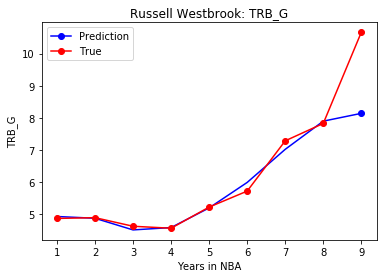 Russell Westbrook: TRB_G
Prediction
True
10
9
8
7
6
5
TRB_G
1 2 3 4 5 6 7 8 9
Years in NBA